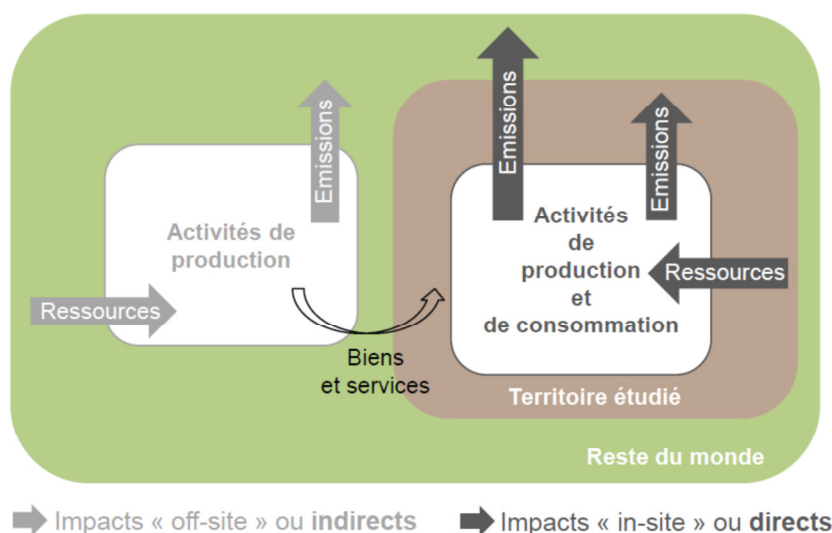 Emissions
Emissions
Emissions
Activités de
production
Ressources
Activités
de
production
et
de consommation
Ressources
Biens
et services
Territoire étudié
Reste du monde
Impacts « off-site » ou indirects
Impacts « in-site » ou directs